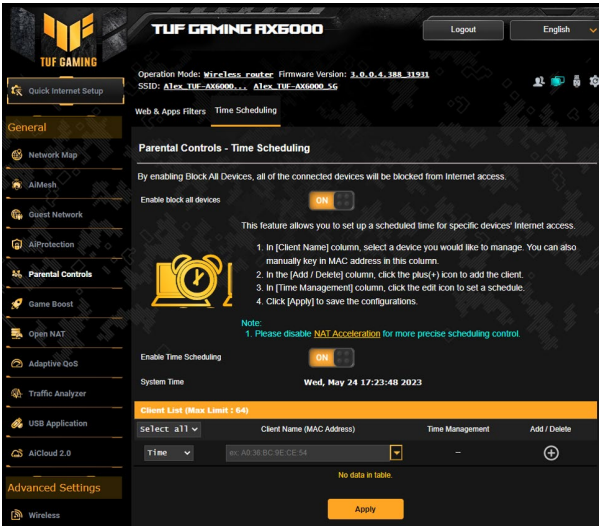 TUF GAMING
TUF GAMING AX6000
Logout
English
Quick Internet Setup
Operation Mode: Wireless router Firmware Version: 3.0.0.4.388_31931
SSID: Alex_TUF-AX6000... Alex_TUF-AX6000_5G
Web & Apps Filters Time Scheduling
General
Network Map
AiMesh
Guest Network
AiProtection
Parental Controls
Game Boost
Open NAT
Adaptive QoS
Traffic Analyzer
USB Application
AiCloud 2.0
Advanced Settings
Wireless
Parental Controls - Time Scheduling
By enabling Block All Devices, all of the connected devices will be blocked from Internet access.
Enable block all devices ON
This feature allows you to set up a scheduled time for specific devices' Internet access.
1. In [Client Name] column, select a device you would like to manage. You can also
manually key in MAC address in this column.
2. In the [Add / Delete] column, click the plus(+) icon to add the client.
3. In [Time Management] column, click the edit icon to set a schedule.
4. Click [Apply] to save the configurations.
Note:
1. Please disable NAT Acceleration for more precise scheduling control.
Enable Time Scheduling ON
System Time Wed, May 24 17:23:48 2023
Client List (Max Limit : 64)
Select all Client Name (MAC Address) Time Management Add / Delete
Time ex: A0:36:BC:9E:CE:54 –
No data in table.
Apply